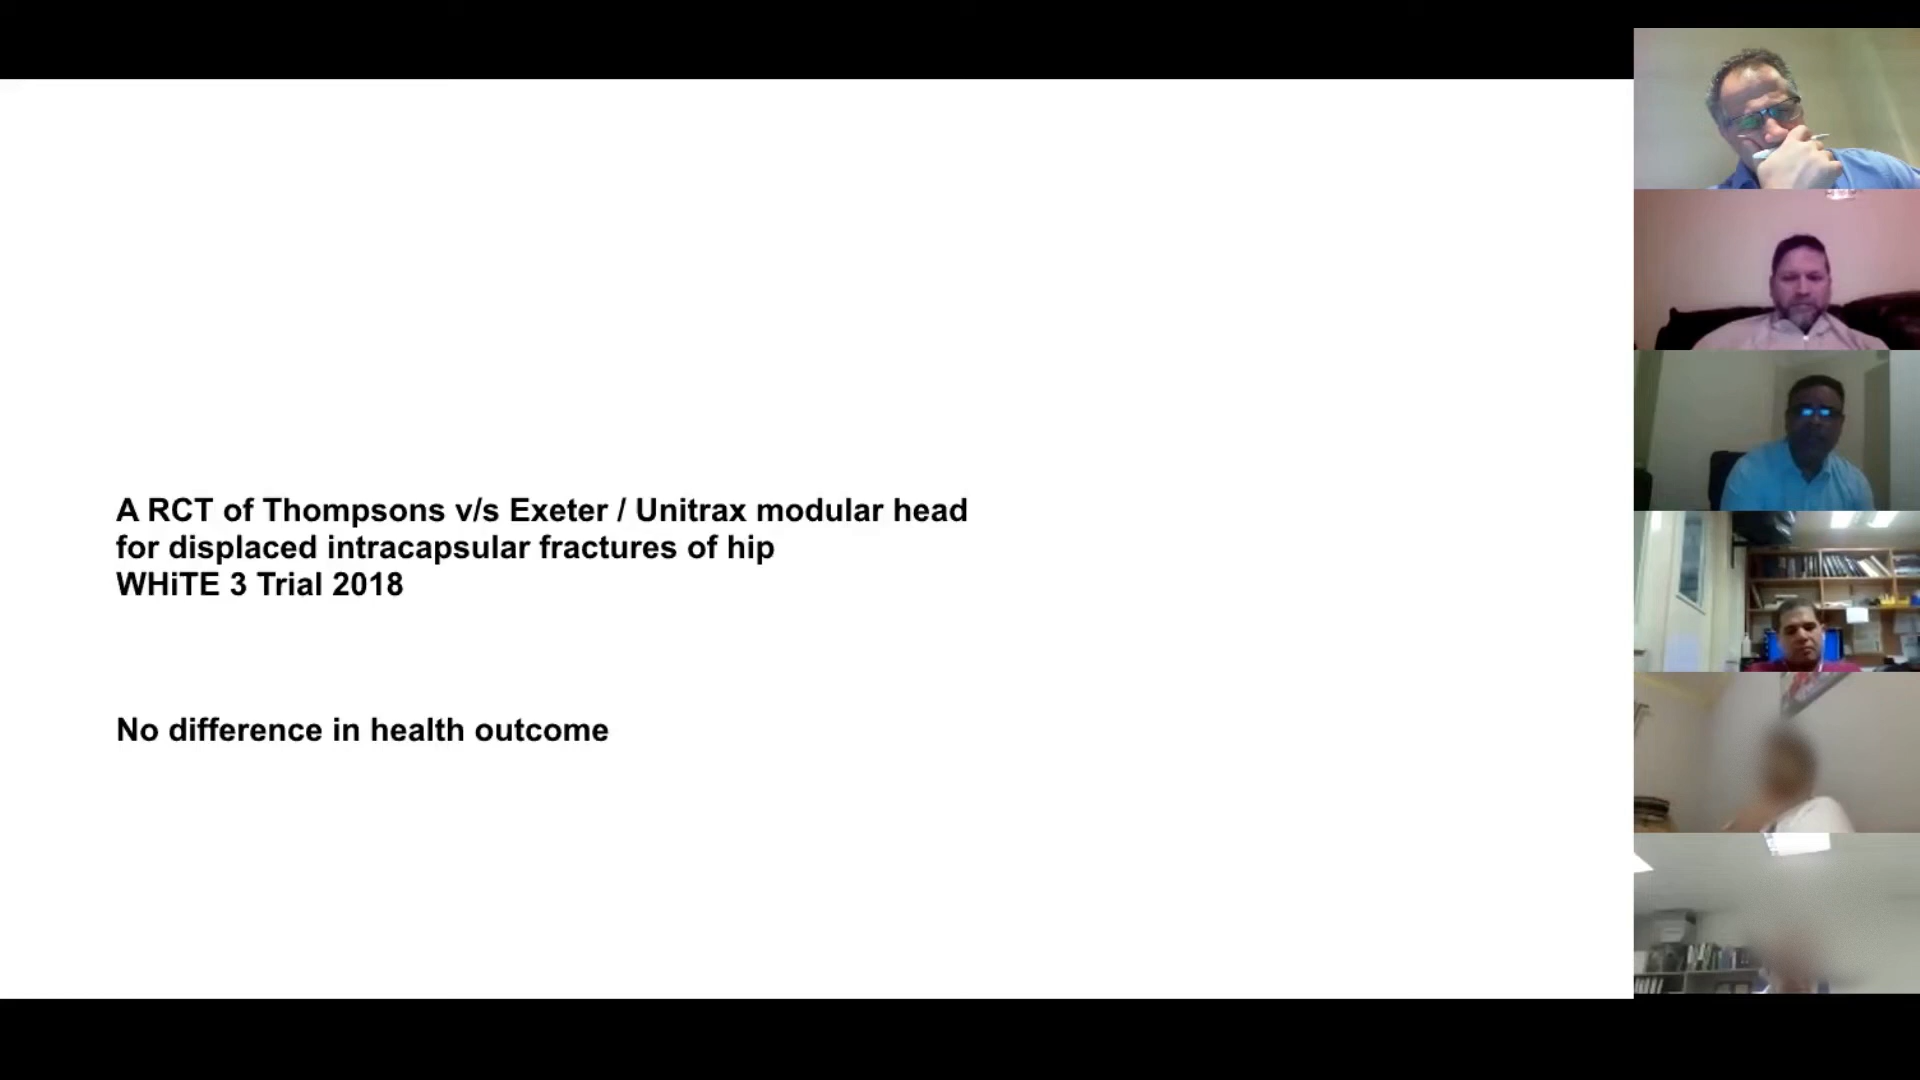 A RCT of Thompsons v/s Exeter / Unitrax modular head
for displaced intracapsular fractures of hip
WHiTE 3 Trial 2018
No difference in health outcome